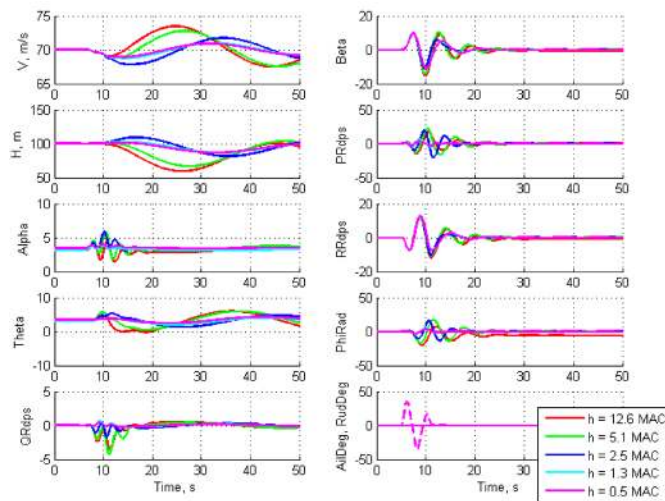 V, m/s
75
70
65
0 10 20 30 40 50
H, m
150
100
50
0 10 20 30 40 50
Alpha
10
5
0
0 10 20 30 40 50
Theta
10
0
-10
0 10 20 30 40 50
QRdps
5
0
-5
0 10 20 30 40 50
Time, s
Beta
20
0
-20
0 10 20 30 40 50
PRdps
50
0
-50
0 10 20 30 40 50
RRdps
20
0
-20
0 10 20 30 40 50
PhiRad
50
0
-50
0 10 20 30 40 50
AilDeg, RudDeg
50
0
-50
0 10 20
Time, s
h = 12.6 MAC
h = 5.1 MAC
h = 2.5 MAC
h = 1.3 MAC
h = 0.5 MAC